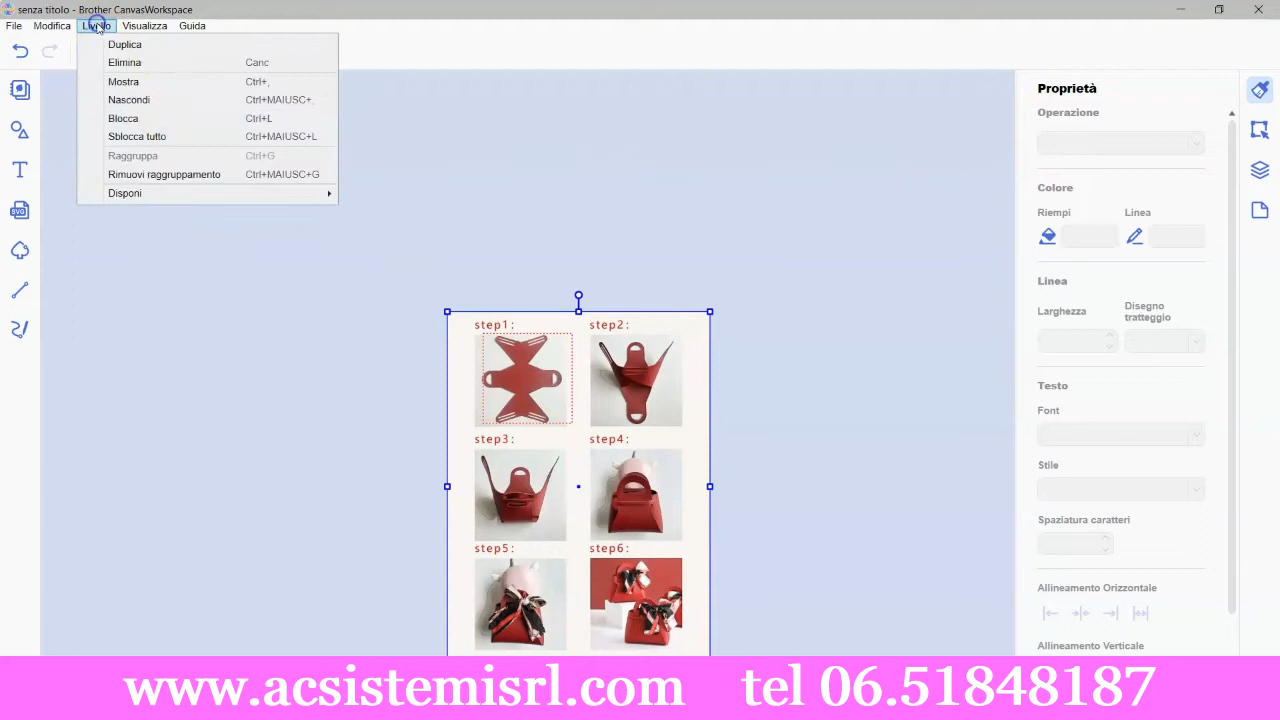 senza titolo - Brother CanvasWorkspace
File Modifica Livello Visualizza Guida
Duplica
Elimina Canc
Mostra Ctrl+,
Nascondi Ctrl+MAIUSC+,
Blocca Ctrl+L
Sblocca tutto Ctrl+MAIUSC+L
Raggruppa Ctrl+G
Rimuovi raggruppamento Ctrl+MAIUSC+G
Disponi
T
SVG
step1: step2:
step3: step4:
step5: step6:
Proprietà
Operazione
Colore
Riempi Linea
Linea
Larghezza Disegno
tratteggio
Testo
Font
Stile
Spaziatura caratteri
Allineamento Orizzontale
Allineamento Verticale
www.acsistemisrl.com tel 06.51848187